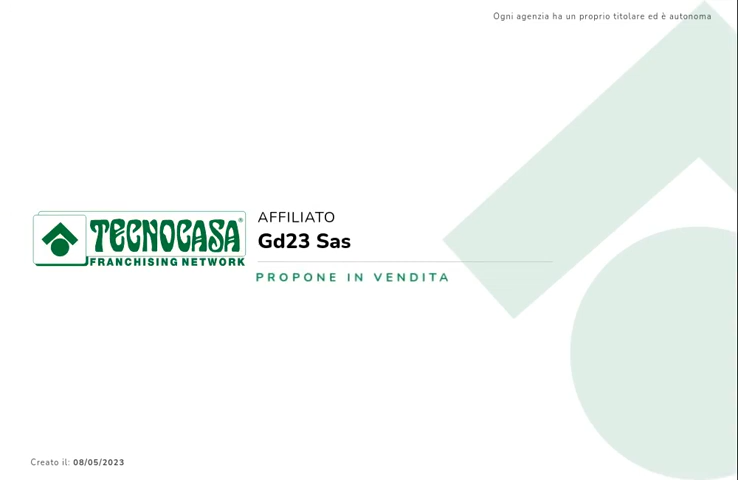 Ogni agenzia ha un proprio titolare ed è autonoma
AFFILIATO
Gd23 Sas
TECNOCASA®
FRANCHISING NETWORK
PROPONE IN VENDITA
Creato il: 08/05/2023